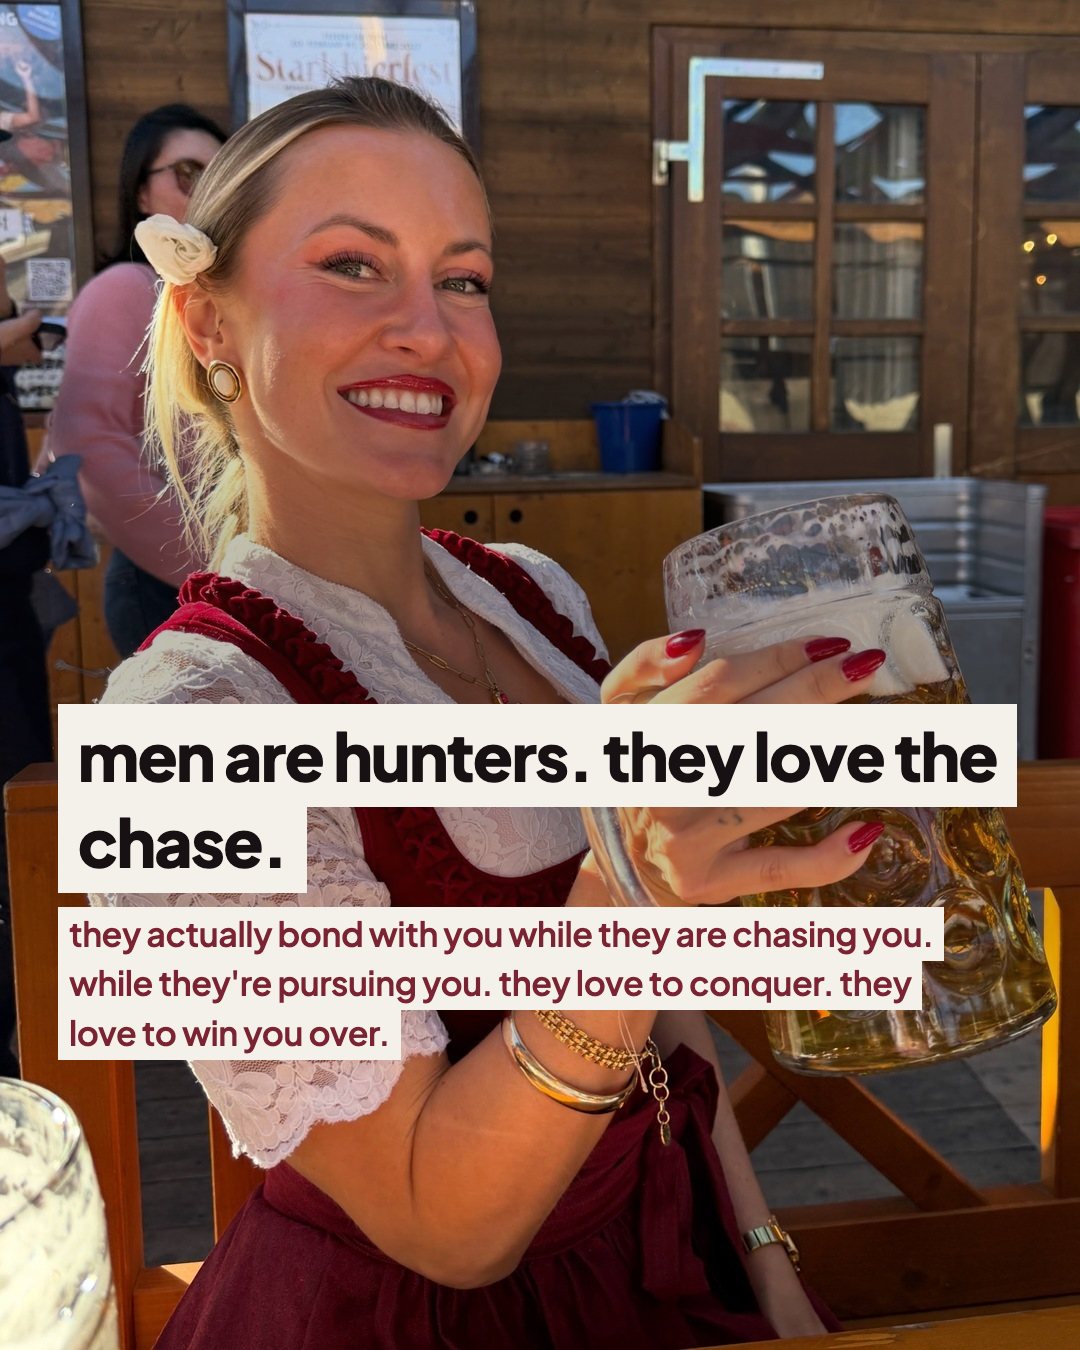 Starkbierfest
men are hunters. they love the
chase.
they actually bond with you while they are chasing you.
while they're pursuing you. they love to conquer. they
love to win you over.